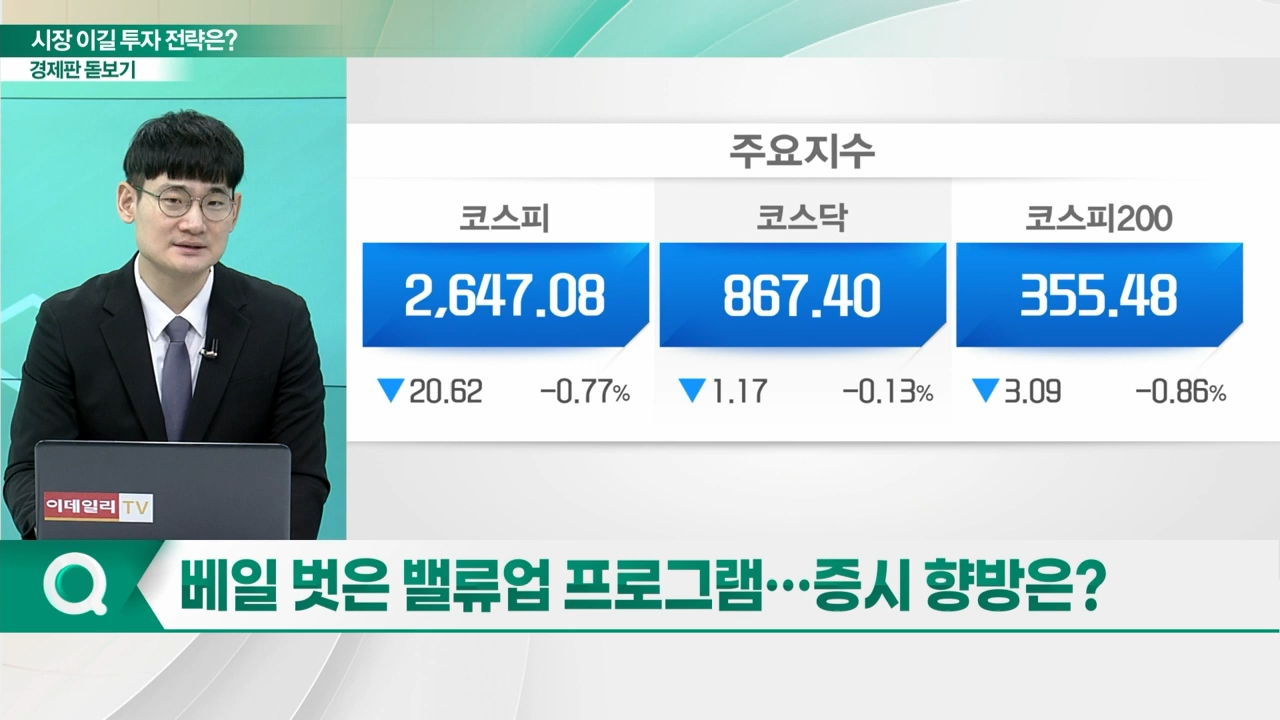 시장 이길 투자 전략은?
경제판 돋보기
주요지수
코스피 코스닥 코스피200
2,647.08 867.40 355.48
▼20.62 -0.77% ▼1.17 -0.13% ▼3.09 -0.86%
이데일리 TV
베일 벗은 밸류업 프로그램…증시 향방은?